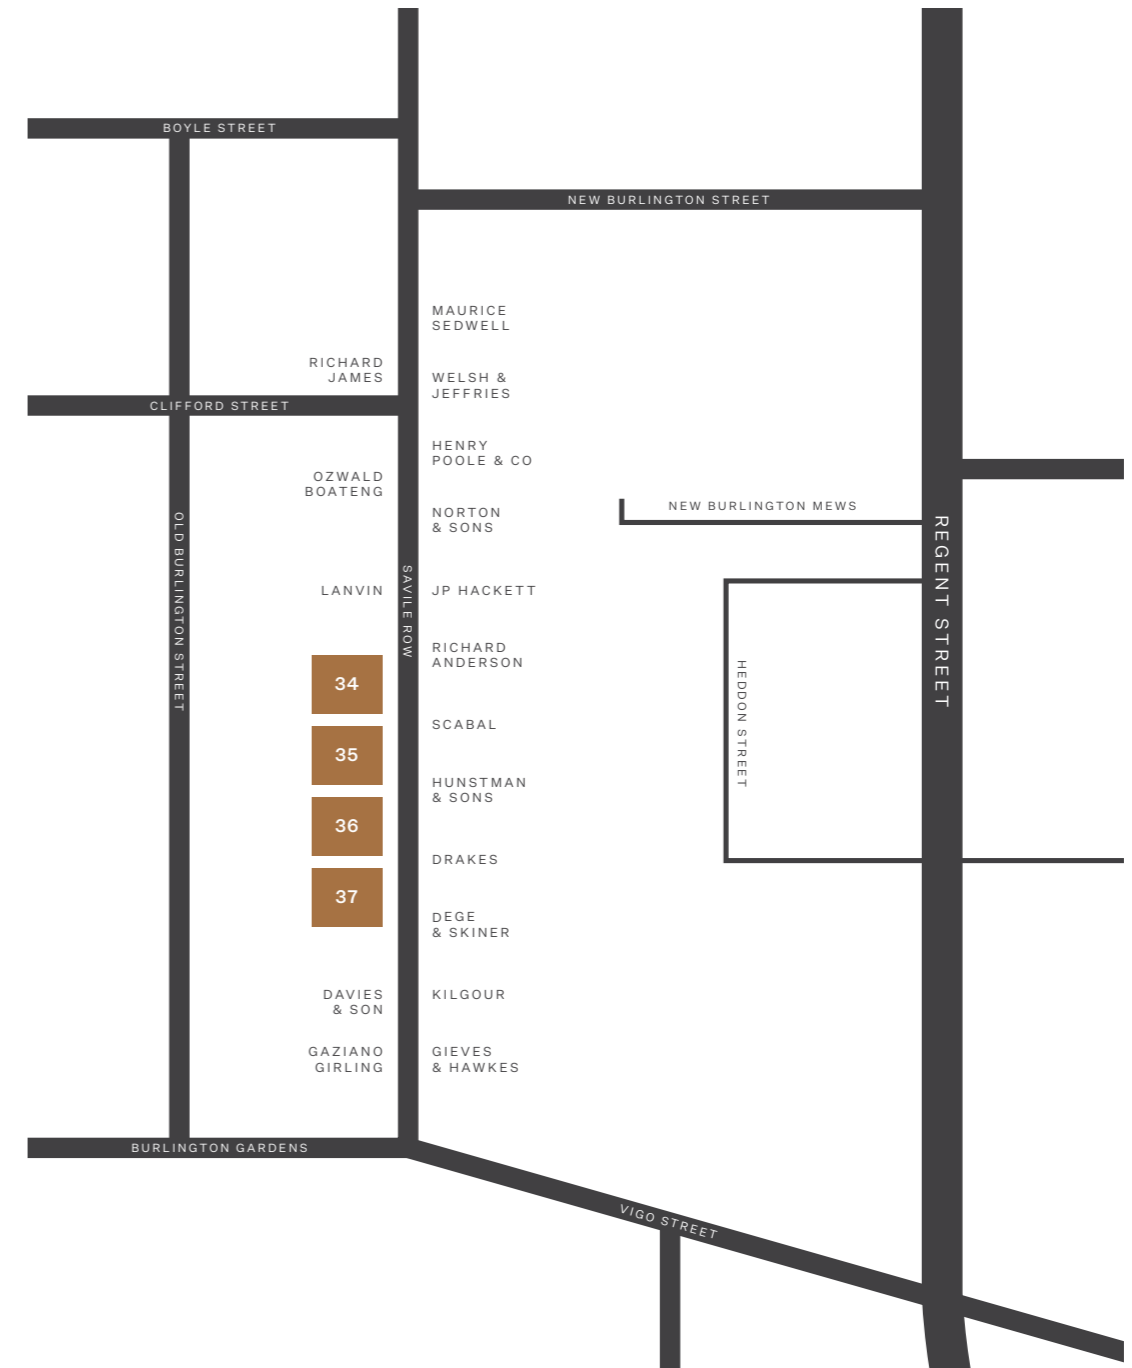 BOYLE STREET
NEW BURLINGTON STREET
MAURICE
SEDWELL
RICHARD
JAMES
WELSH &
JEFFRIES
CLIFFORD STREET
HENRY
POOLE & CO
OZWALD
BOATENG
NORTON
& SONS
NEW BURLINGTON MEWS
OLD BURLINGTON STREET
SAVILE ROW
REGENT STREET
LANVIN
JP HACKETT
RICHARD
ANDERSON
HEDDON STREET
34
SCABAL
35
HUNSTMAN
& SONS
36
DRAKES
37
DEGE
& SKINER
DAVIES
& SON
KILGOUR
GAZIANO
GIRLING
GIEVES
& HAWKES
BURLINGTON GARDENS
VIGO STREET